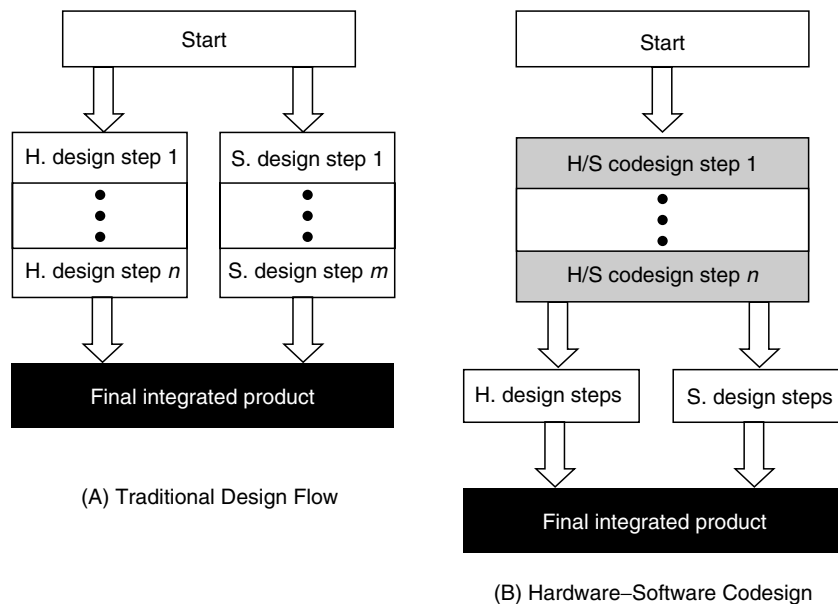 Start
H. design step 1
S. design step 1
H. design step n
S. design step m
Final integrated product
(A) Traditional Design Flow
Start
H/S codesign step 1
H/S codesign step n
H. design steps
S. design steps
Final integrated product
(B) Hardware–Software Codesign